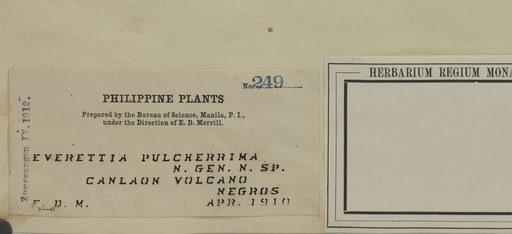 No. 249
PHILIPPINE PLANTS
Prepared by the Bureau of Science, Manila, P. I.,
under the Direction of E. D. Merrill.
EVERETTIA PULCHERRIMA
N. GEN. N. SP.
CANLAON VOLCANO
NEGROS
E. D. M. APR. 1910
HERBARIUM REGIUM MONA